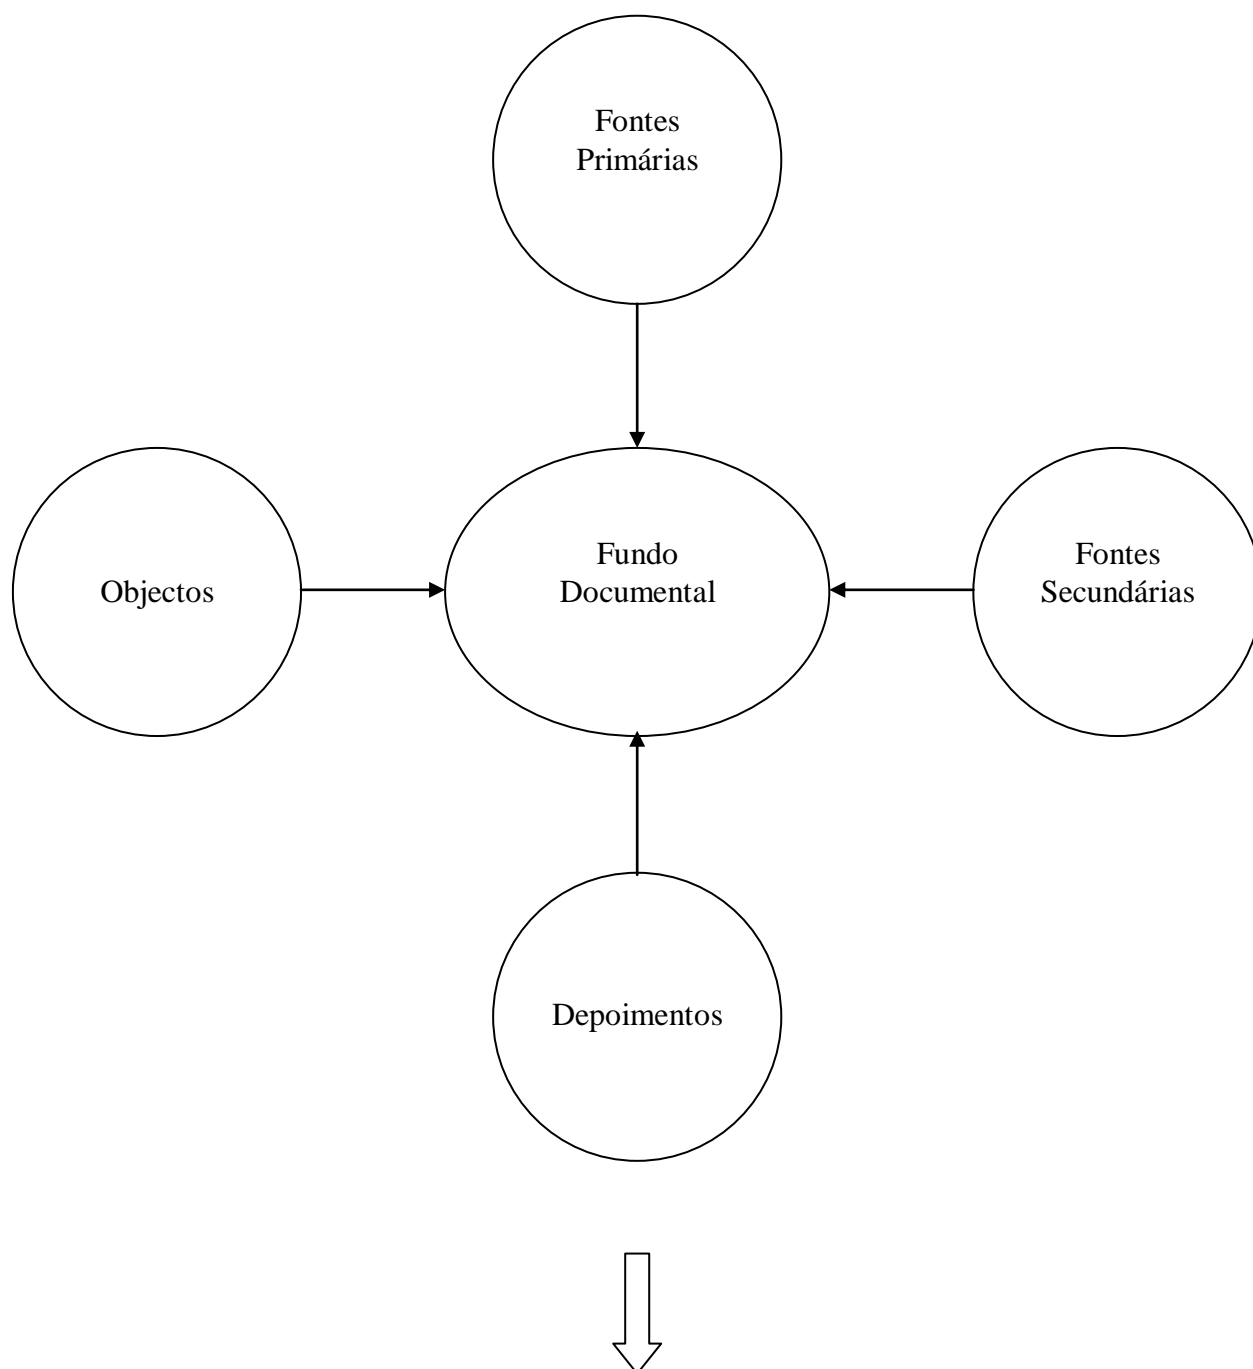 Fontes
Primárias
Objectos
Fundo
Documental
Fontes
Secundárias
Depoimentos